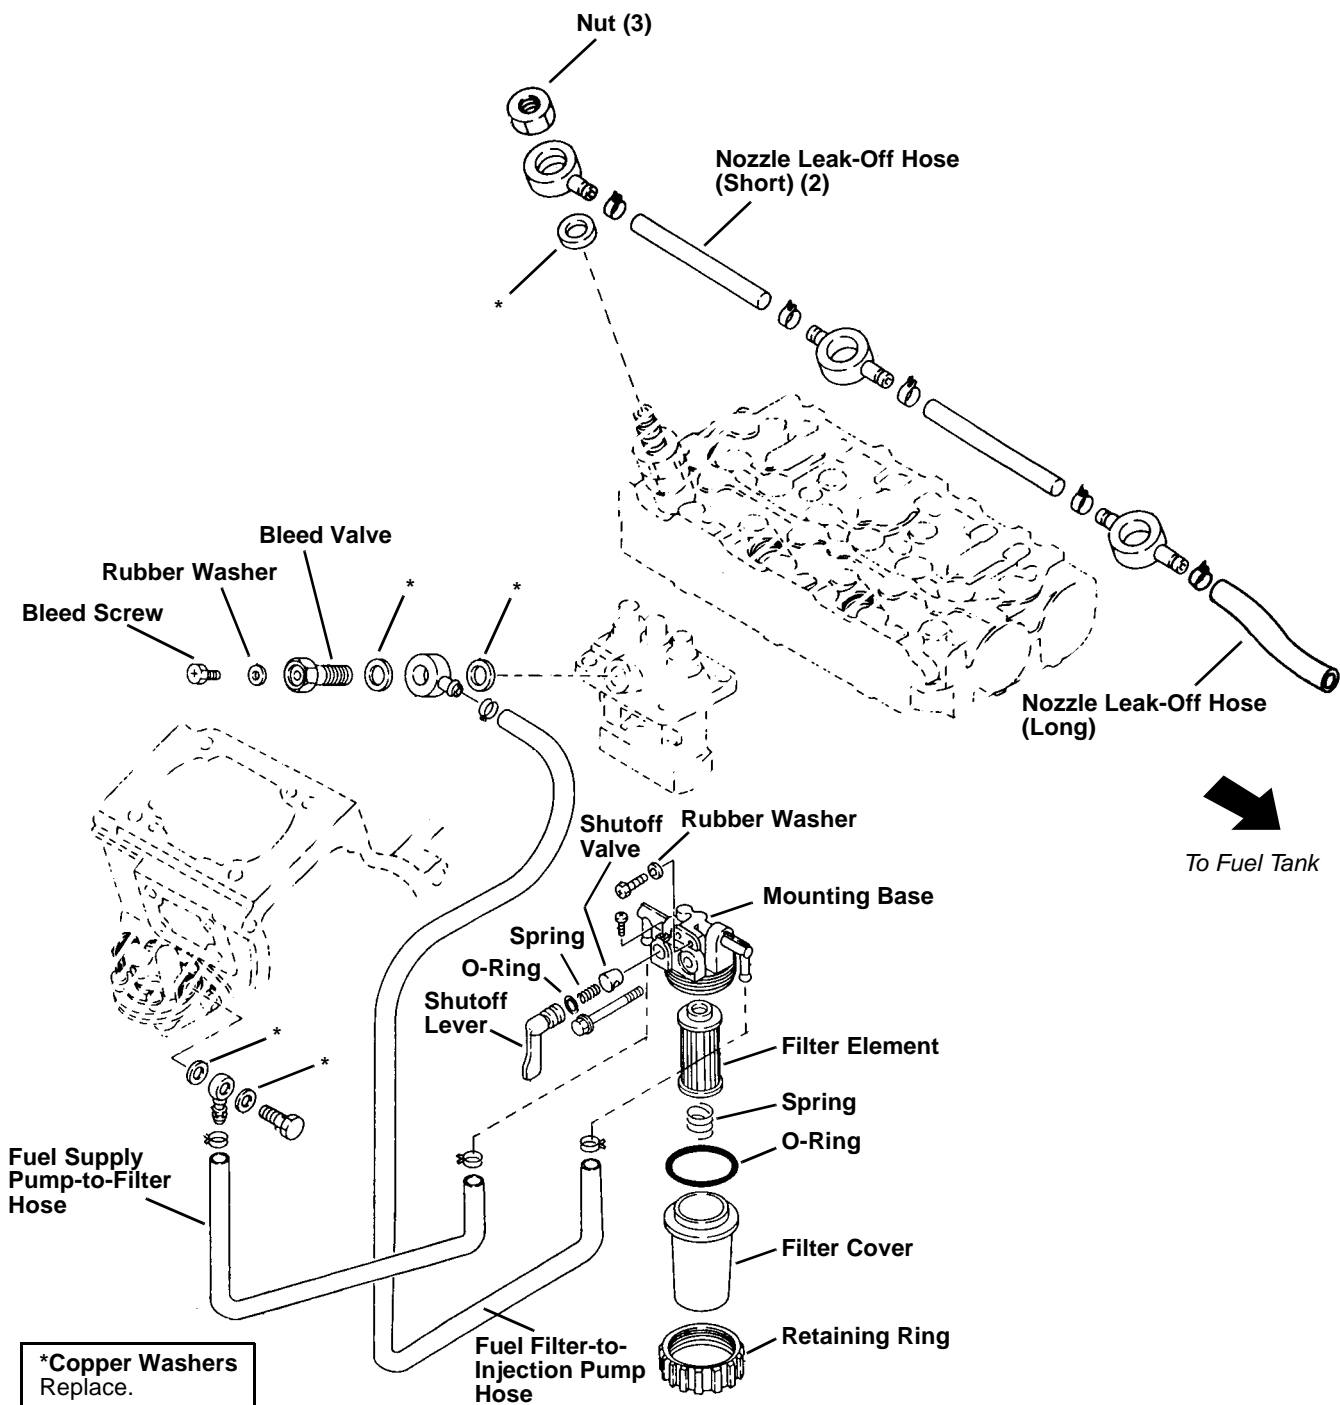 Nut (3)
Nozzle Leak-Off Hose
(Short) (2)
*
Bleed Valve
Rubber Washer
*
*
Bleed Screw
Nozzle Leak-Off Hose
(Long)
To Fuel Tank
Shutoff
Valve
Rubber Washer
Mounting Base
Spring
O-Ring
Shutoff
Lever
*
*
Filter Element
Spring
O-Ring
Fuel Supply
Pump-to-Filter
Hose
Filter Cover
Retaining Ring
Fuel Filter-to-
Injection Pump
Hose
*Copper Washers
Replace.